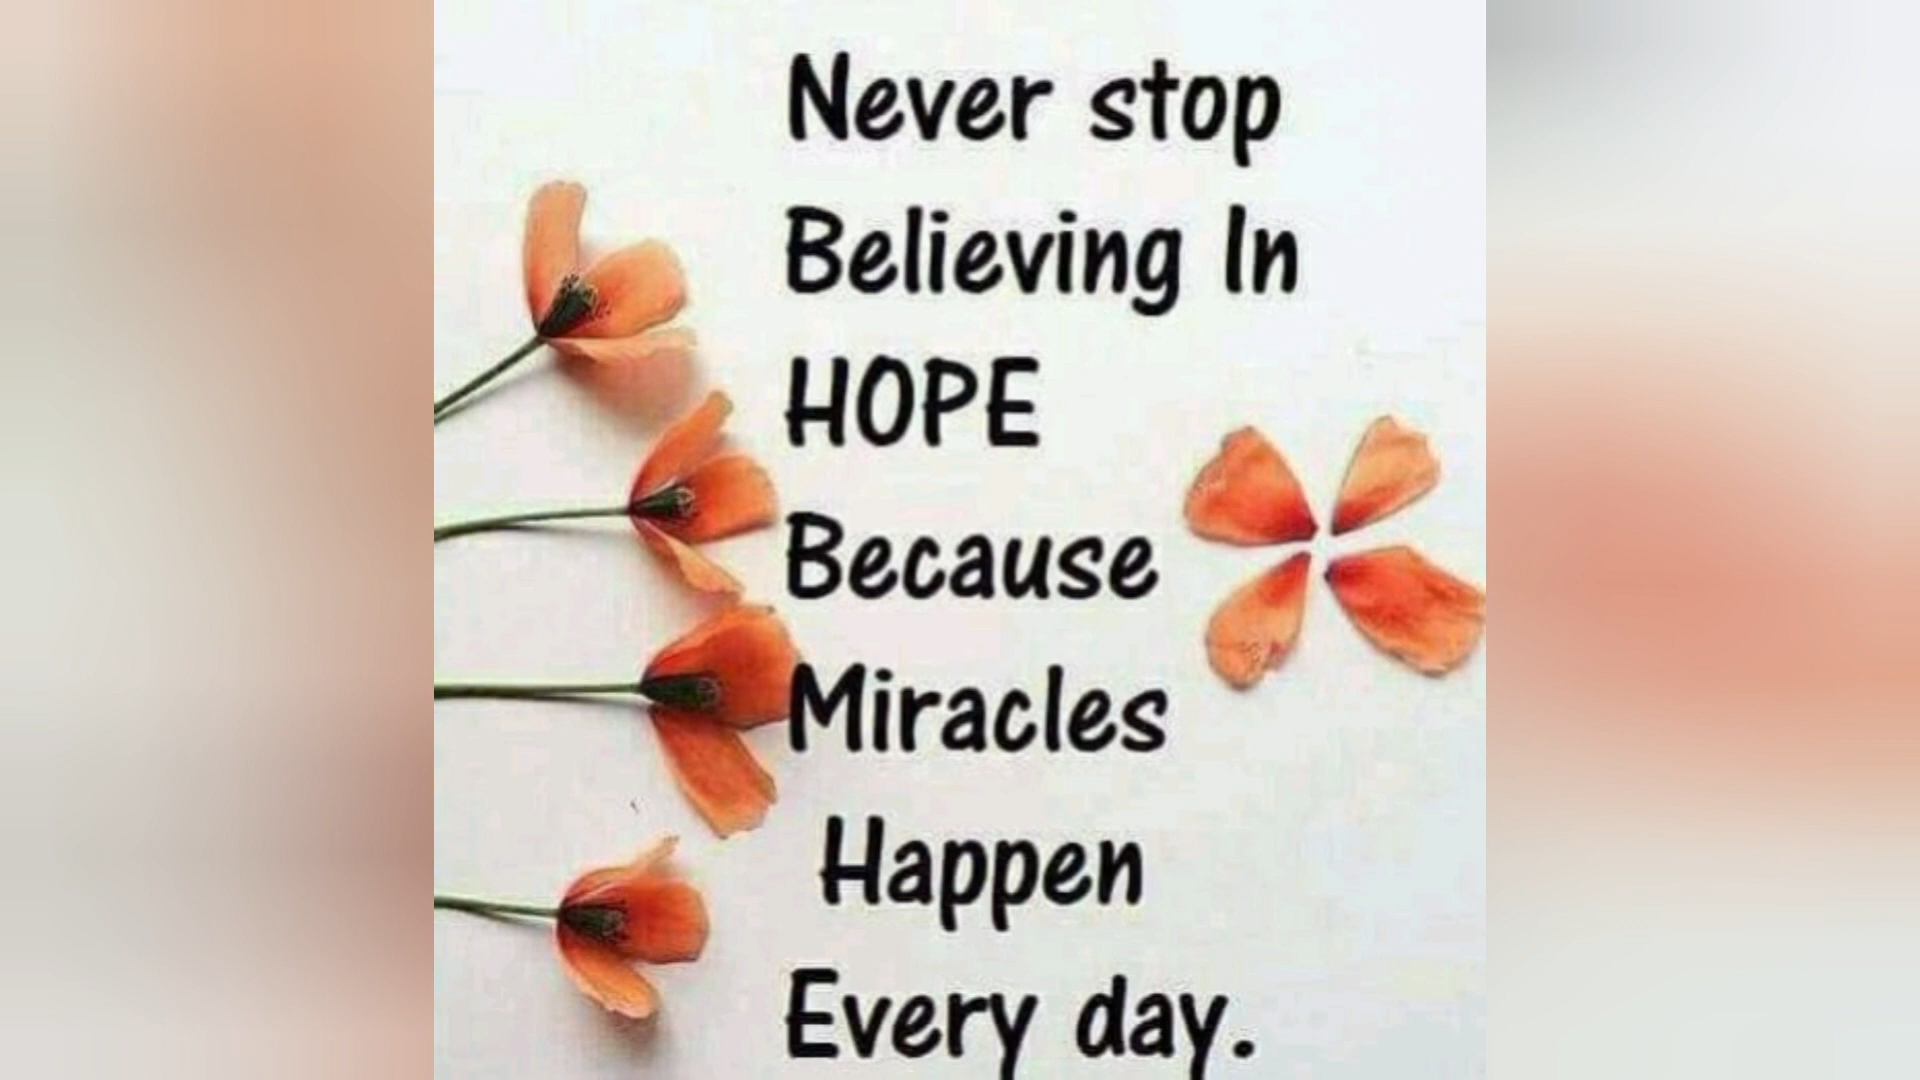 Never stop
Believing In
HOPE
Because
Miracles
Happen
Every day.